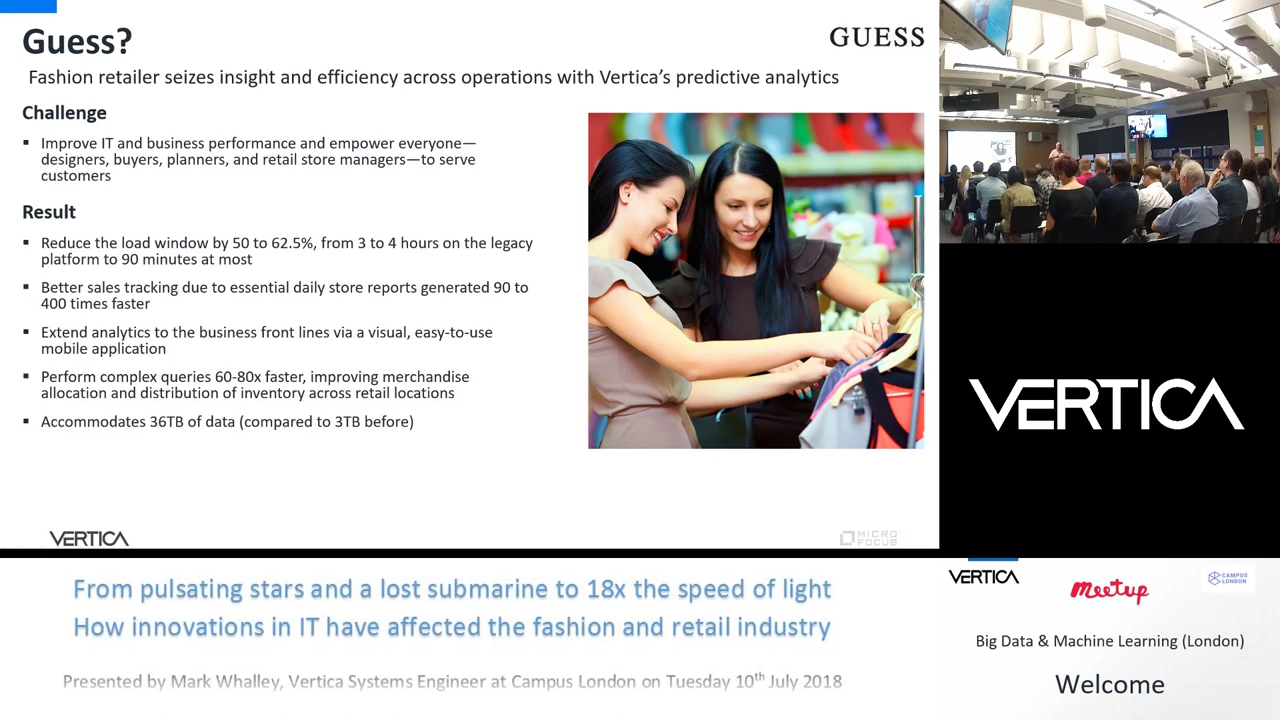 Guess?
GUESS
Fashion retailer seizes insight and efficiency across operations with Vertica’s predictive analytics
Challenge
▪ Improve IT and business performance and empower everyone—
designers, buyers, planners, and retail store managers—to serve
customers
Result
▪ Reduce the load window by 50 to 62.5%, from 3 to 4 hours on the legacy
platform to 90 minutes at most
▪ Better sales tracking due to essential daily store reports generated 90 to
400 times faster
▪ Extend analytics to the business front lines via a visual, easy-to-use
mobile application
▪ Perform complex queries 60-80x faster, improving merchandise
allocation and distribution of inventory across retail locations
▪ Accommodates 36TB of data (compared to 3TB before)
VERTICA
MICRO
FOCUS
VERTICA
From pulsating stars and a lost submarine to 18x the speed of light
How innovations in IT have affected the fashion and retail industry
Presented by Mark Whalley, Vertica Systems Engineer at Campus London on Tuesday 10th July 2018
VERTICA
meetup
CAMPUS
LONDON
Big Data & Machine Learning (London)
Welcome